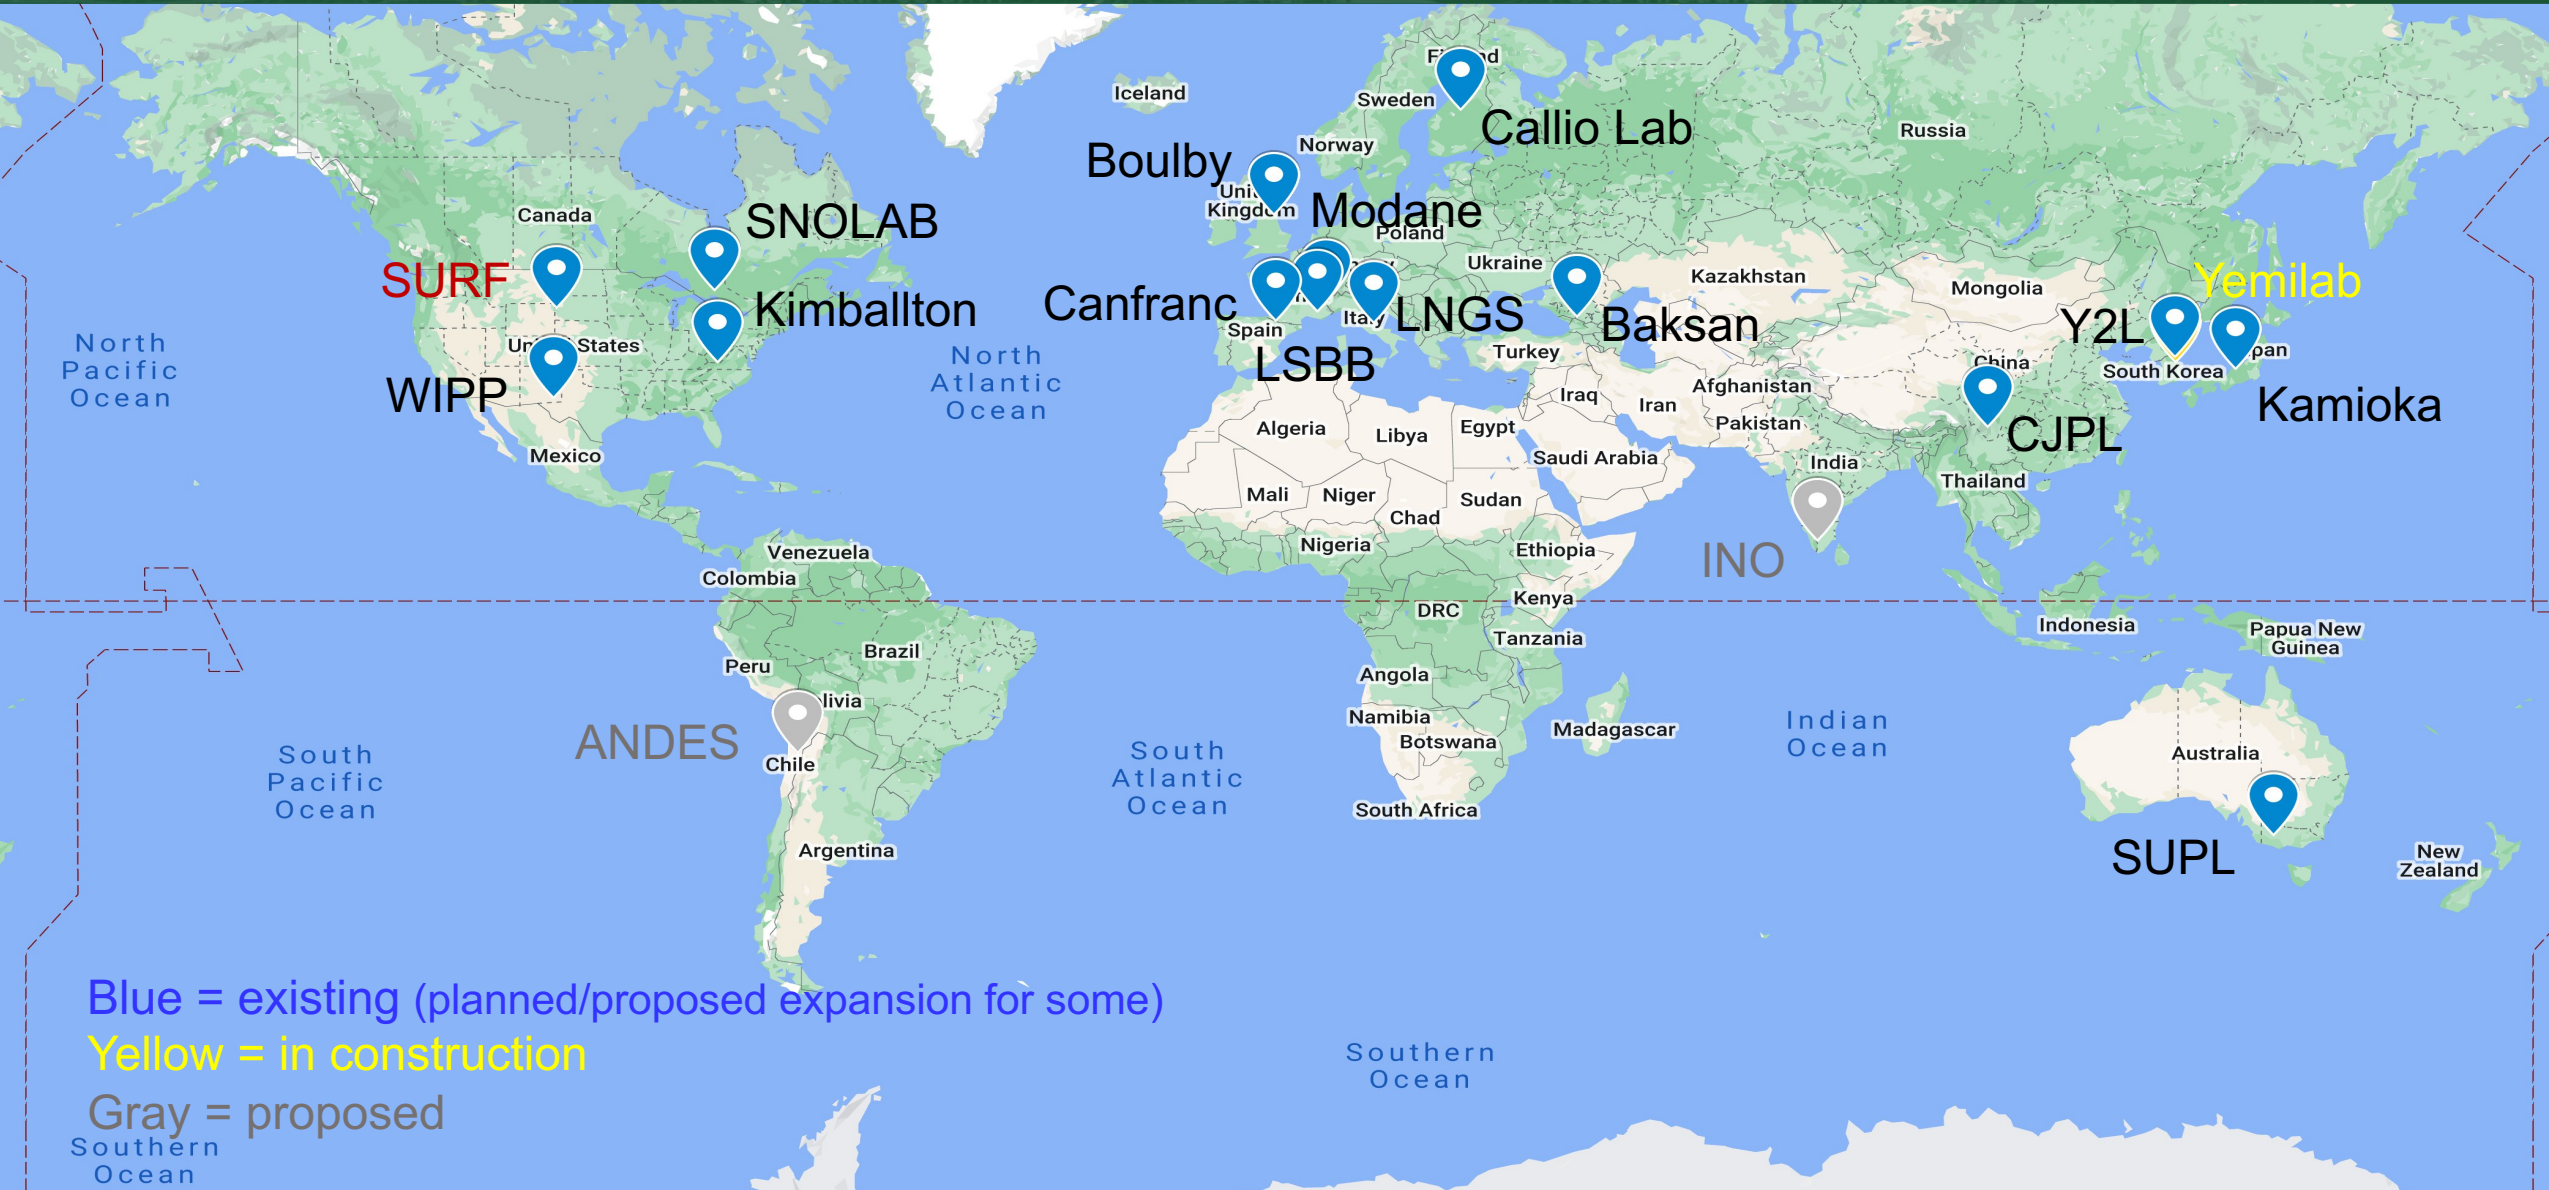 Iceland
Sweden
Callio Lab
Russia
Norway
Boulby
Kingdom
Modane
Poland
Canada
SNOLAB
SURF
Ukraine
Kazakhstan
Mongolia
Yemilab
Kimballton
Canfranc
Spain
Italy
LNGS
Baksan
Y2L
North
Pacific
Ocean
States
North
Atlantic
Ocean
LSBB
Turkey
China
South Korea
WIPP
Iraq
Iran
Afghanistan
Pakistan
Kamioka
Algeria
Libya
Egypt
CJPL
Mexico
Saudi Arabia
India
Thailand
Mali
Niger
Chad
Sudan
Venezuela
Colombia
Nigeria
Ethiopia
INO
Kenya
DRC
Tanzania
Indonesia
Papua New
Guinea
Peru
Brazil
Angola
livia
ANDES
Chile
Namibia
Botswana
Madagascar
Indian
Ocean
Australia
South
Pacific
Ocean
South
Atlantic
Ocean
South Africa
Argentina
SUPL
New
Zealand
Blue = existing (planned/proposed expansion for some)
Yellow = in construction
Gray = proposed
Southern
Ocean
Southern
Ocean